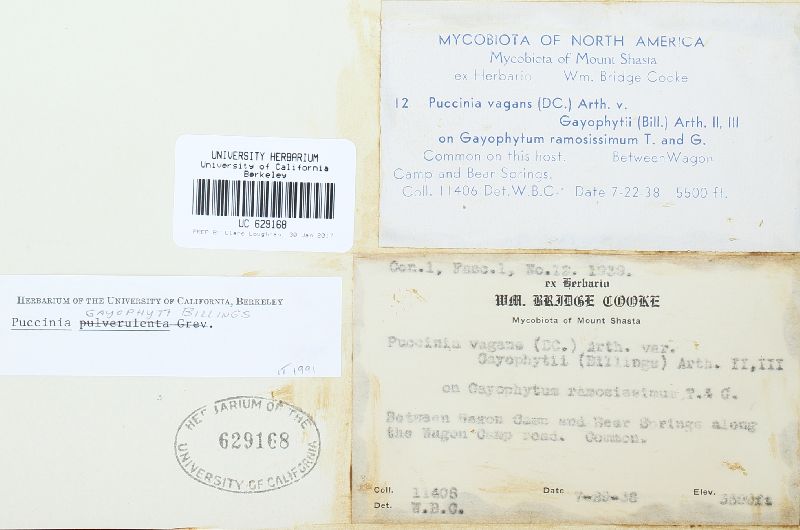 MYCOBIOTA OF NORTH AMERICA
Mycobiota of Mount Shasta
ex Herbario Wm. Bridge Cooke
12 Puccinia vagans (DC.) Arth. v.
Gayophytii (Bill.) Arth. II, III
on Gayophytum ramosissimum T. and G.
Common on this host. Between Wagon
Camp and Bear Springs.
Coll. 11406 Det. W.B.C. Date 7-22-38 5500 ft.
UNIVERSITY HERBARIUM
University of California
Berkeley
UC 629168
30 Jan 2017
HERBARIUM OF THE UNIVERSITY OF CALIFORNIA, BERKELEY
GAYOPHYTI BILLINGS
Puccinia pulverulenta Grev.
1991
HERBARIUM OF THE
629168
UNIVERSITY OF CALIFORNIA
Cen.1, Fasc.1, No.12. 1939.
ex Herbario
WM. BRIDGE COOKE
Mycobiota of Mount Shasta
Puccinia vagans (DC.) Arth. var.
Gayophytii (Billings) Arth. II,III
on Gayophytum ramosissimum T.& G.
Between Wagon Camp and Bear Springs along
the Wagon Camp road. Common.
Coll. 11406 Date 7-22-38 Elev. 5500ft
Det. W.B.C.